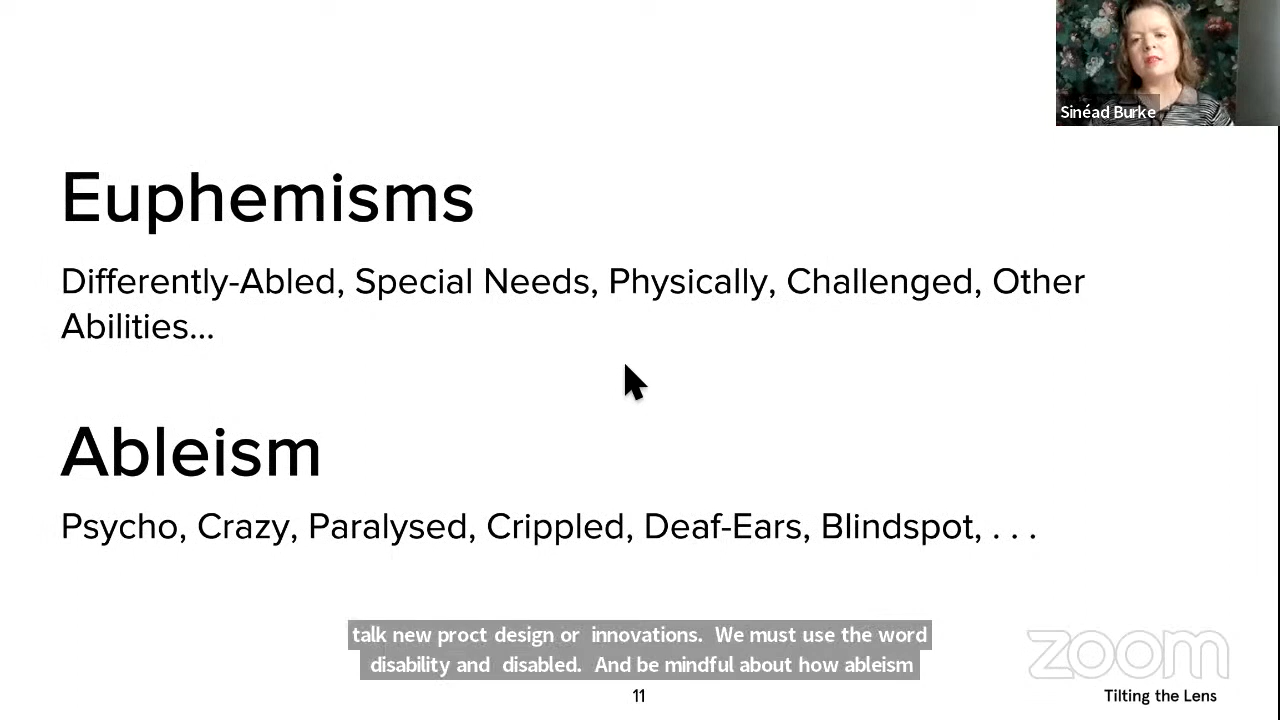 Sinéad Burke
Euphemisms
Differently-Abled, Special Needs, Physically, Challenged, Other
Abilities...
Ableism
Psycho, Crazy, Paralysed, Crippled, Deaf-Ears, Blindspot, . . .
talk new proct design or innovations. We must use the word
disability and disabled. And be mindful about how ableism
zoom
11
Tilting the Lens